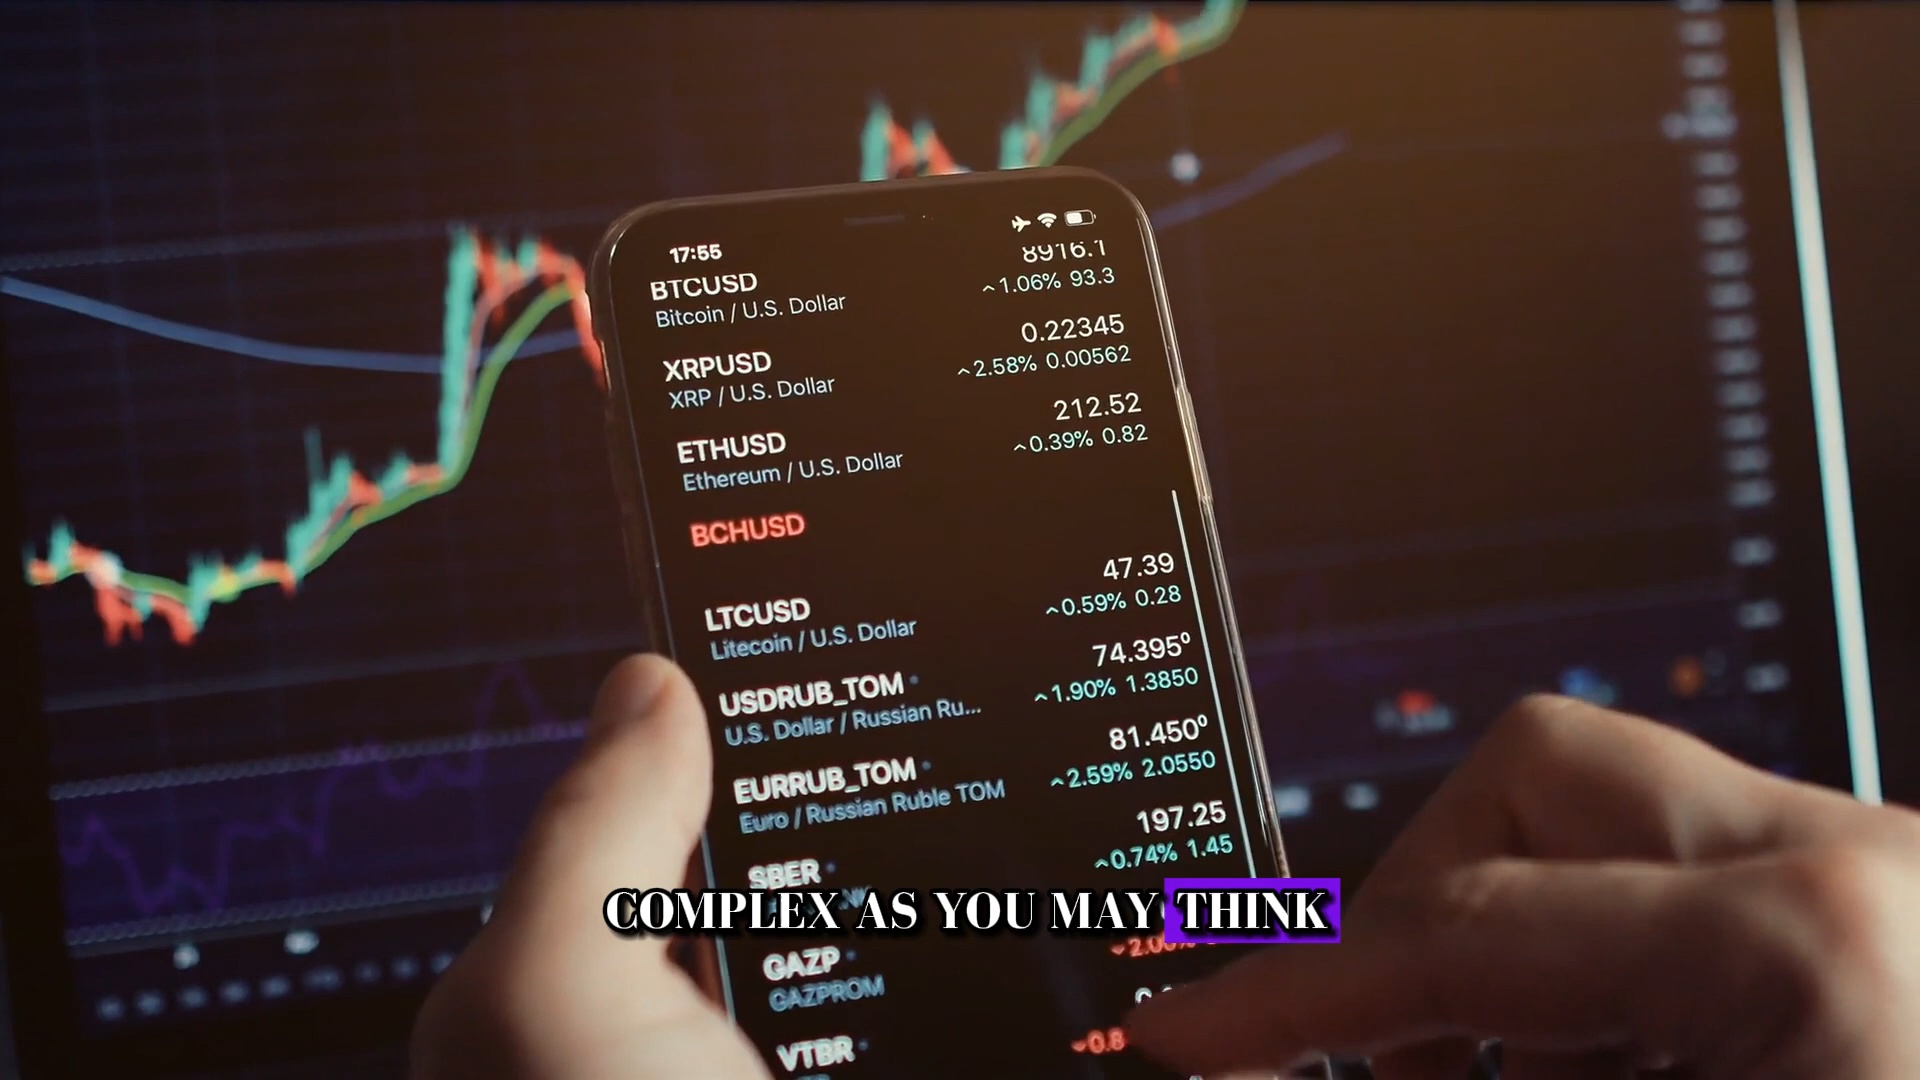 17:55
8916.1
BTCUSD
1.06% 93.3
Bitcoin / U.S. Dollar
0.22345
XRPUSD
2.58% 0.00562
XRP / U.S. Dollar
212.52
ETHUSD
0.39% 0.82
Ethereum / U.S. Dollar
BCHUSD
47.39
LTCUSD
0.59% 0.28
Litecoin / U.S. Dollar
74.395⁰
USDRUB_TOM
1.90% 1.3850
U.S. Dollar / Russian Ru...
81.450⁰
EURRUB_TOM
2.59% 2.0550
Euro / Russian Ruble TOM
197.25
SBER
0.74% 1.45
COMPLEX AS YOU MAY THINK
GAZP
GAZPROM
VTBR